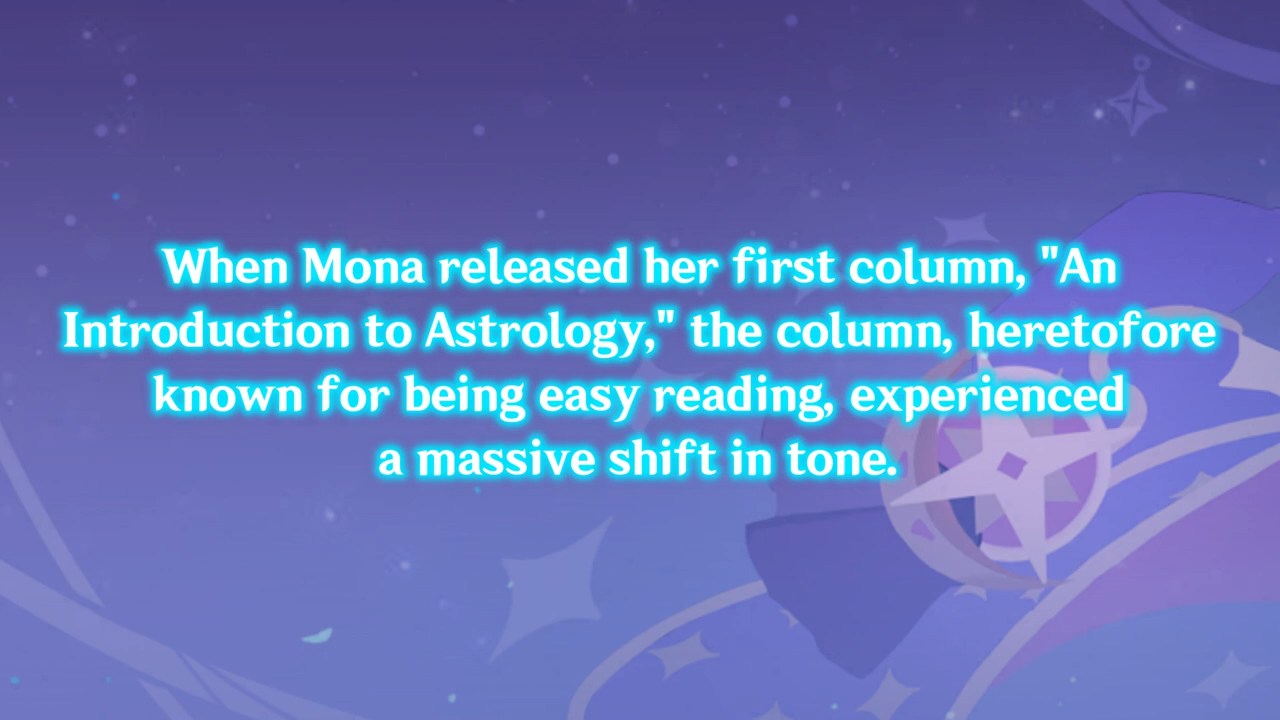 When Mona released her first column, "An
Introduction to Astrology," the column, heretofore
known for being easy reading, experienced
a massive shift in tone.